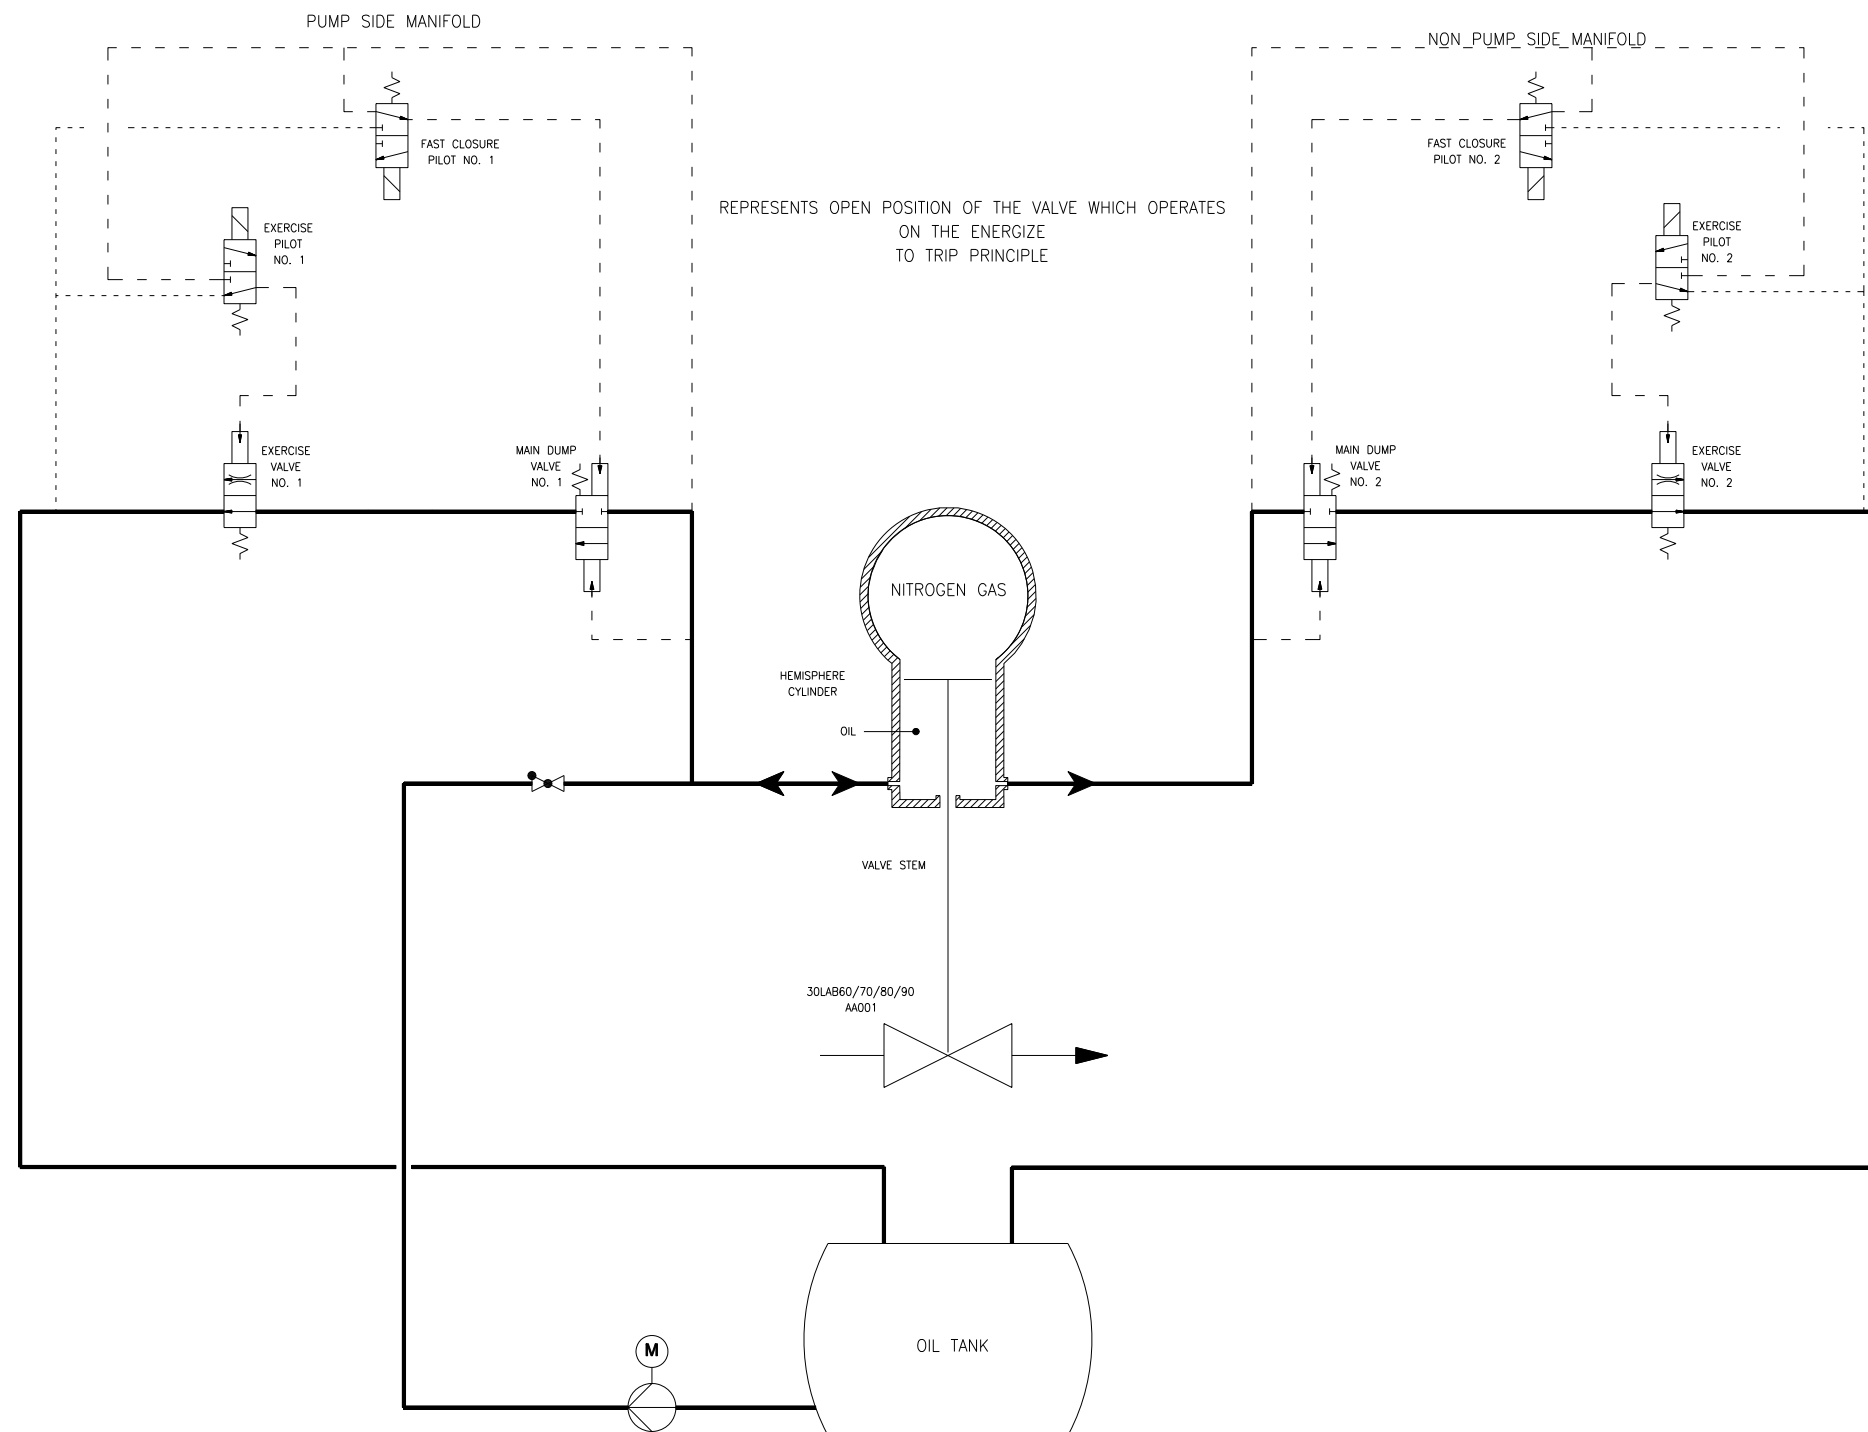 PUMP SIDE MANIFOLD
NON PUMP SIDE MANIFOLD
FAST CLOSURE
PILOT NO. 1
FAST CLOSURE
PILOT NO. 2
REPRESENTS OPEN POSITION OF THE VALVE WHICH OPERATES
ON THE ENERGIZE
TO TRIP PRINCIPLE
EXERCISE
PILOT
NO. 1
EXERCISE
PILOT
NO. 2
EXERCISE
VALVE
NO. 1
MAIN DUMP
VALVE
NO. 1
MAIN DUMP
VALVE
NO. 2
EXERCISE
VALVE
NO. 2
NITROGEN GAS
HEMISPHERE
CYLINDER
OIL
VALVE STEM
30LAB60/70/80/90
AA001
OIL TANK
M